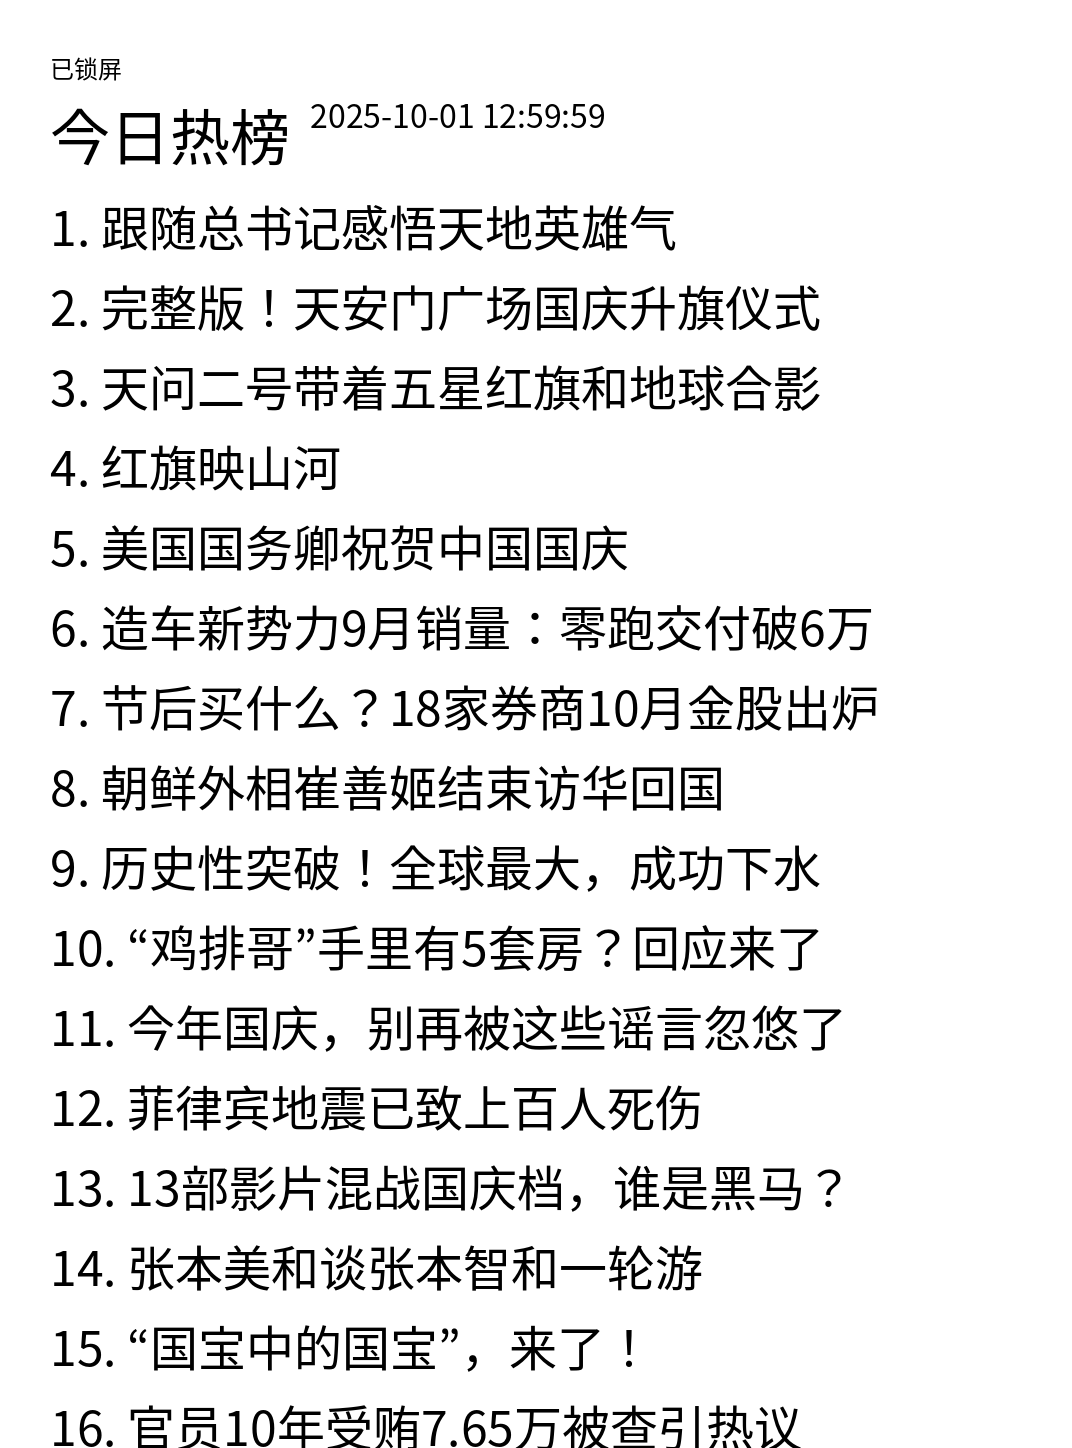 已锁屏
今日热榜 2025-10-01 12:59:59
1. 跟随总书记感悟天地英雄气
2. 完整版！天安门广场国庆升旗仪式
3. 天问二号带着五星红旗和地球合影
4. 红旗映山河
5. 美国国务卿祝贺中国国庆
6. 造车新势力9月销量：零跑交付破6万
7. 节后买什么？18家券商10月金股出炉
8. 朝鲜外相崔善姬结束访华回国
9. 历史性突破！全球最大，成功下水
10. “鸡排哥”手里有5套房？回应来了
11. 今年国庆，别再被这些谣言忽悠了
12. 菲律宾地震已致上百人死伤
13. 13部影片混战国庆档，谁是黑马？
14. 张本美和谈张本智和一轮游
15. “国宝中的国宝”，来了！
16. 官员10年受贿7.65万被查引热议